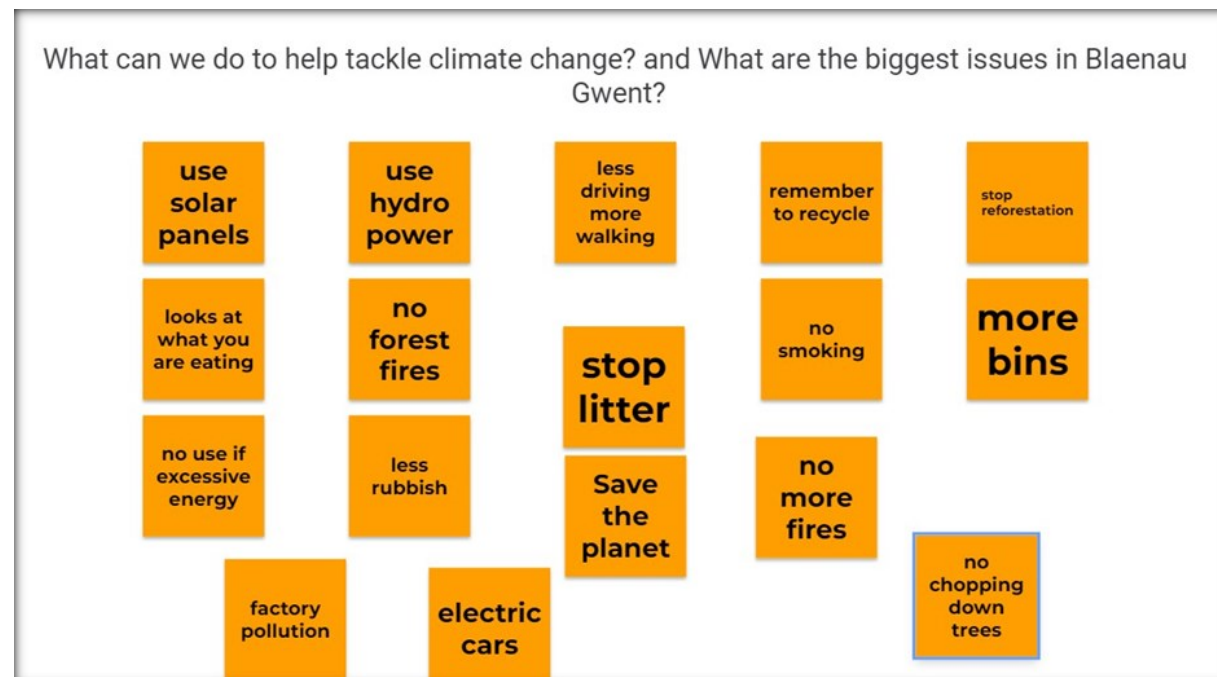 What can we do to help tackle climate change? and What are the biggest issues in Blaenau
Gwent?
use
solar
panels
use
hydro
power
less
driving
more
walking
remember
to recycle
stop
reforestation
looks at
what you
are eating
no
forest
fires
stop
litter
no
smoking
more
bins
no use if
excessive
energy
less
rubbish
Save
the
planet
no
more
fires
factory
pollution
electric
cars
no
chopping
down
trees